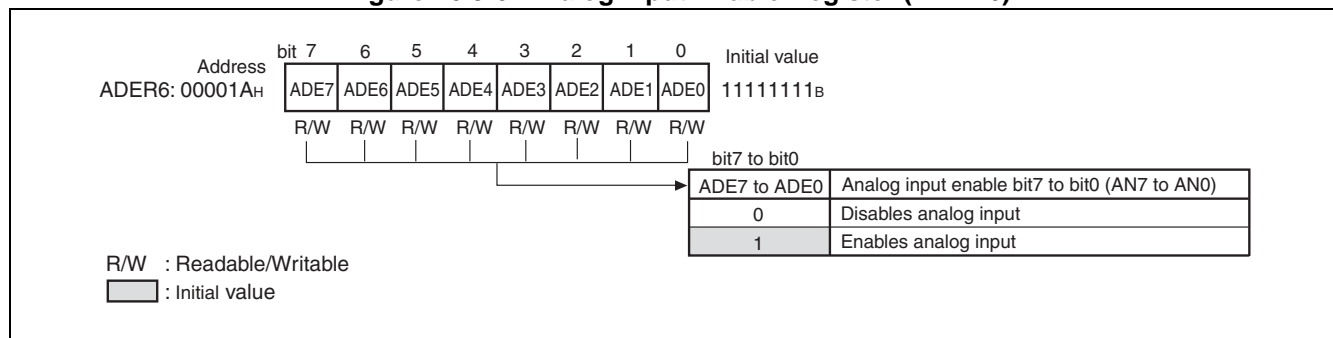 bit 7 6 5 4 3 2 1 0 Initial value
Address
ADER6: 00001AH ADE7 ADE6 ADE5 ADE4 ADE3 ADE2 ADE1 ADE0 11111111B
R/W R/W R/W R/W R/W R/W R/W R/W
bit7 to bit0
ADE7 to ADE0 Analog input enable bit7 to bit0 (AN7 to AN0)
0 Disables analog input
1 Enables analog input
R/W : Readable/Writable
: Initial value